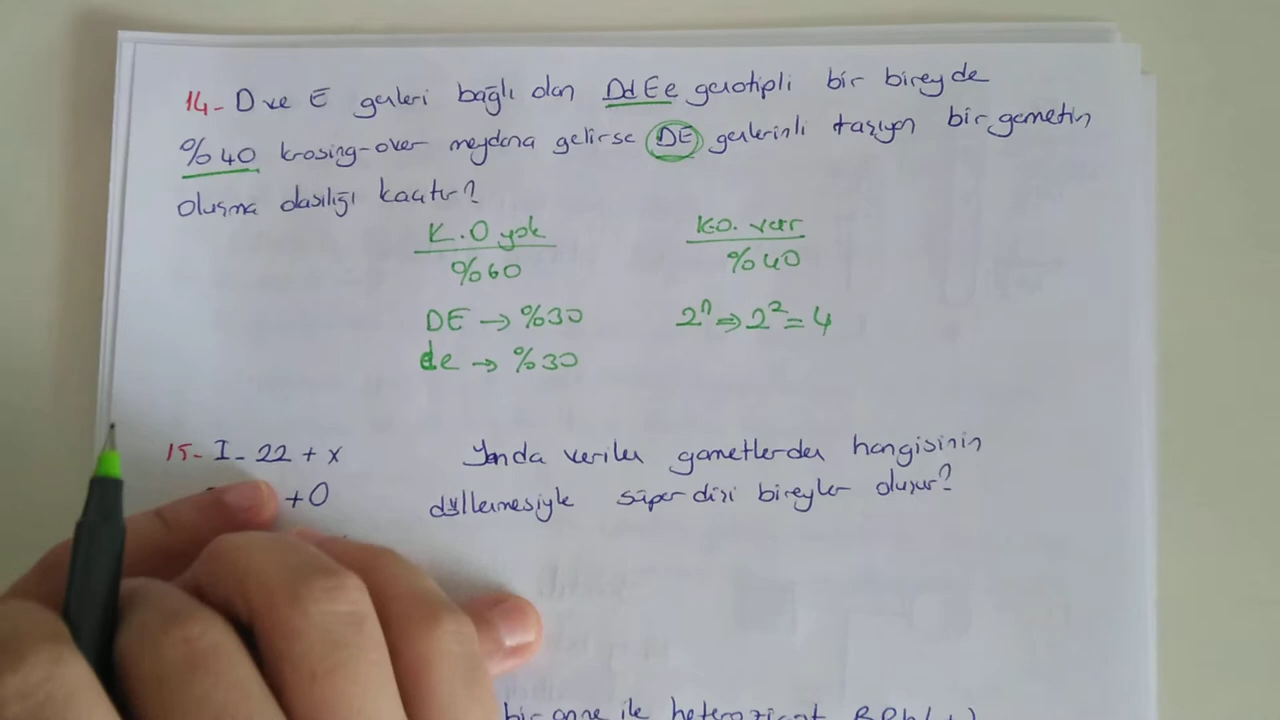 14- D ve E genleri bağlı olan DdEe genotipli bir bireyde
%40 krosing-over meydana gelirse DE genlerinli taşıyan bir gametin
oluşma olasılığı kaçtır?
K.O yok
%60
DE → %30
de → %30
K.O. var
%40
2ⁿ ⇒ 2² = 4
15- I- 22 + x
+0
Yanda verilen gametlerden hangisinin
döllenmesiyle süper dişi bireyler oluşur?
bir anne ile heterozigot